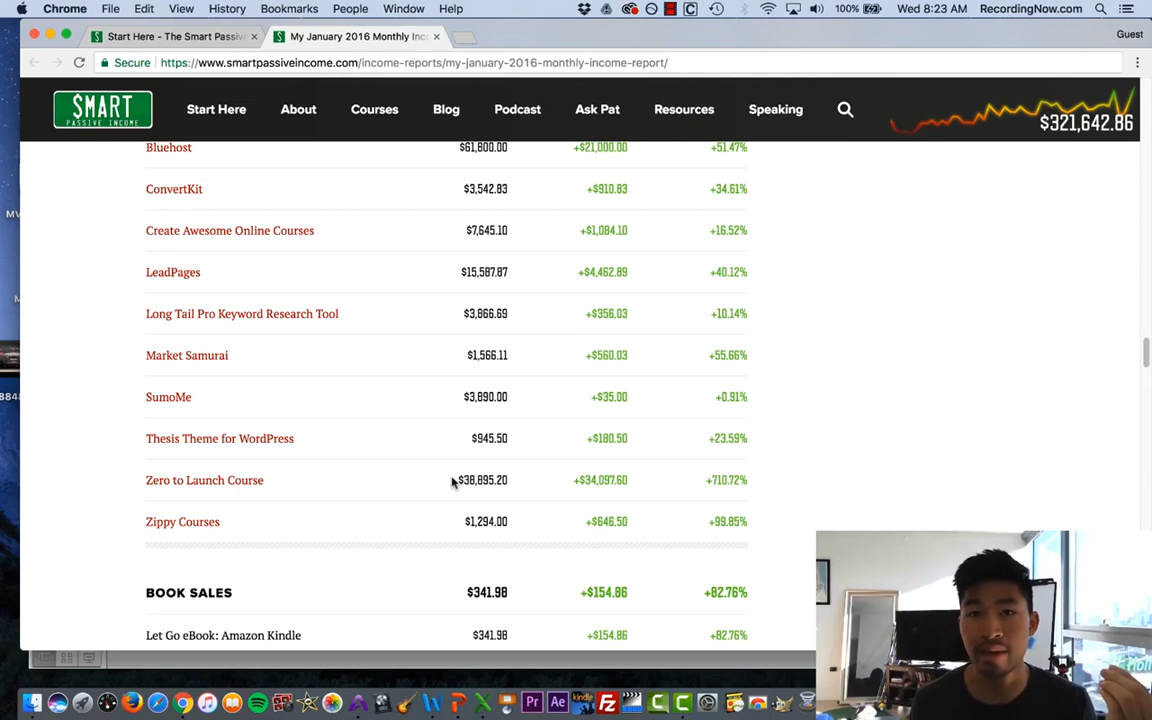 Chrome File Edit View History Bookmarks People Window Help 100% Wed 8:23 AM RecordingNow.com
Start Here - The Smart Passive My January 2016 Monthly Inc Guest
Secure https://www.smartpassiveincome.com/income-reports/my-january-2016-monthly-income-report/
$MART
PASSIVE INCOME
Start Here About Courses Blog Podcast Ask Pat Resources Speaking
$321,642.86
Bluehost $61,800.00 +$21,000.00 +51.47%
ConvertKit $3,542.83 +$910.83 +34.61%
Create Awesome Online Courses $7,645.10 +$1,084.10 +16.52%
LeadPages $15,587.87 +$4,462.89 +40.12%
Long Tail Pro Keyword Research Tool $3,866.69 +$356.03 +10.14%
Market Samurai $1,566.11 +$560.03 +55.66%
SumoMe $3,890.00 +$35.00 +0.91%
Thesis Theme for WordPress $945.50 +$180.50 +23.59%
Zero to Launch Course $38,895.20 +$34,097.60 +710.72%
Zippy Courses $1,294.00 +$646.50 +99.85%
BOOK SALES $341.98 +$154.86 +82.76%
Let Go eBook: Amazon Kindle $341.98 +$154.86 +82.76%
MV
884
Pr Ae kindle Fz